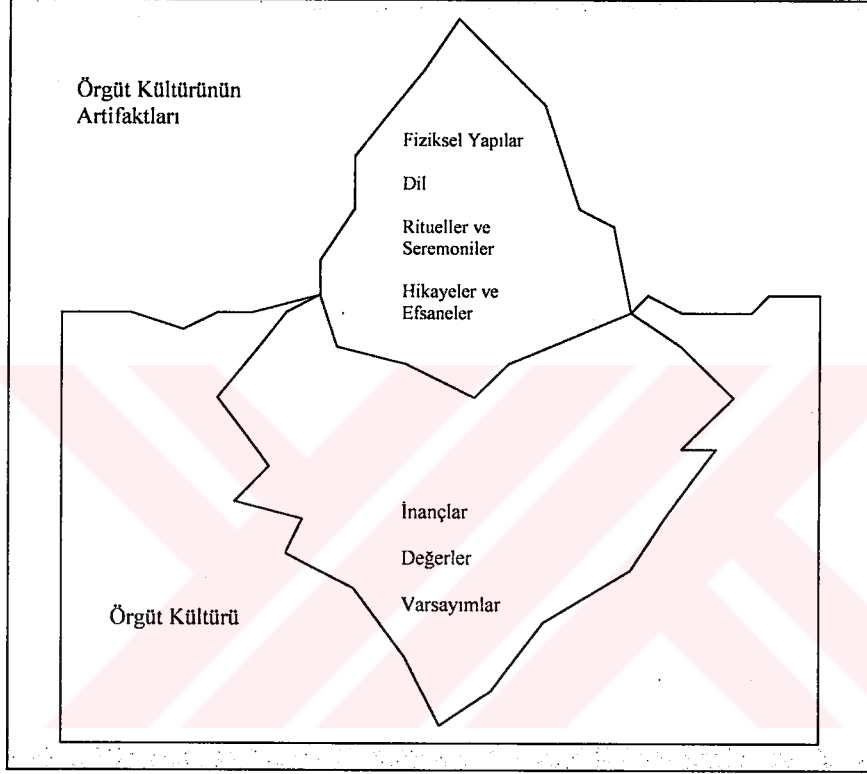 Örgüt Kültürünün
Artifaktları
Fiziksel Yapılar
Dil
Ritueller ve
Seremoniler
Hikayeler ve
Efsaneler
İnançlar
Değerler
Varsayımlar
Örgüt Kültürü